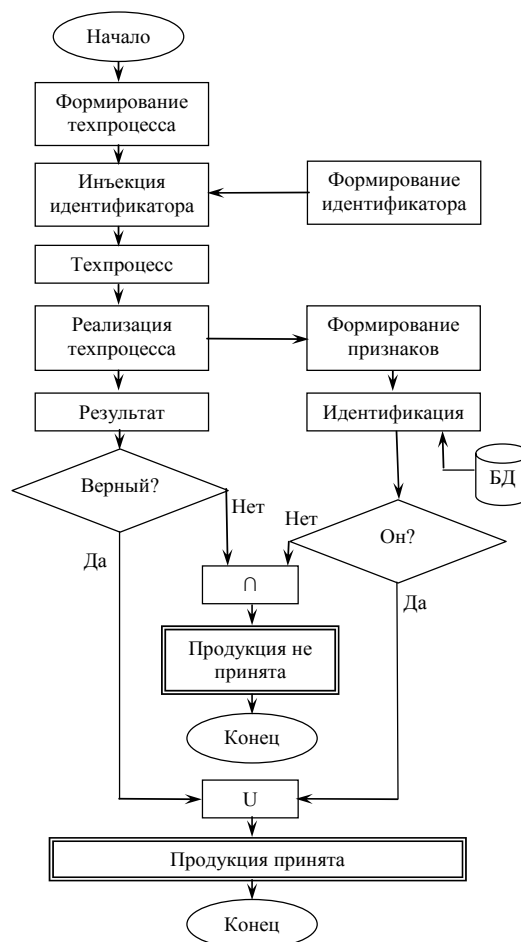 Начало
Формирование
техпроцесса
Инъекция
идентификатора
Формирование
идентификатора
Техпроцесс
Реализация
техпроцесса
Формирование
признаков
Результат
Идентификация
БД
Верный?
Нет
Нет
Он?
Да
∩
Да
Продукция не
принята
Конец
U
Продукция принята
Конец